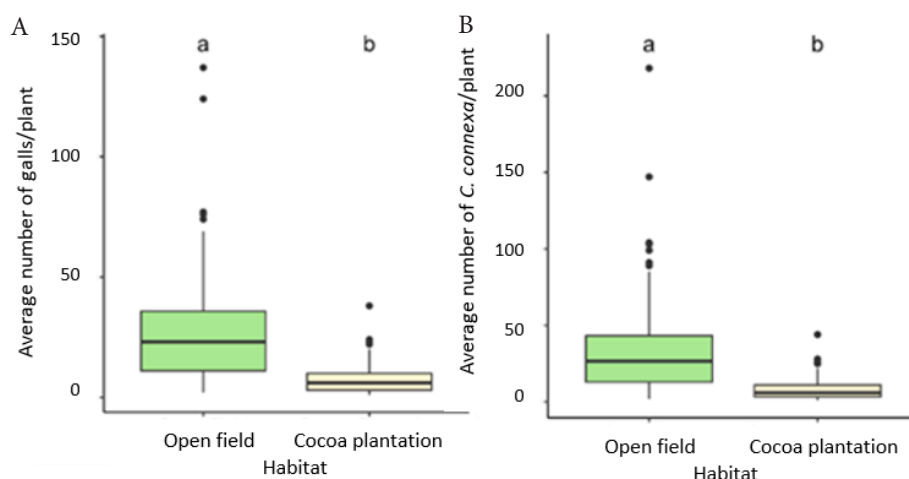 A
Average number of galls/plant
150
100
50
0
a
b
Open field
Cocoa plantation
Habitat
B
Average number of C. connexa/plant
200
150
100
50
0
a
b
Open field
Cocoa plantation
Habitat